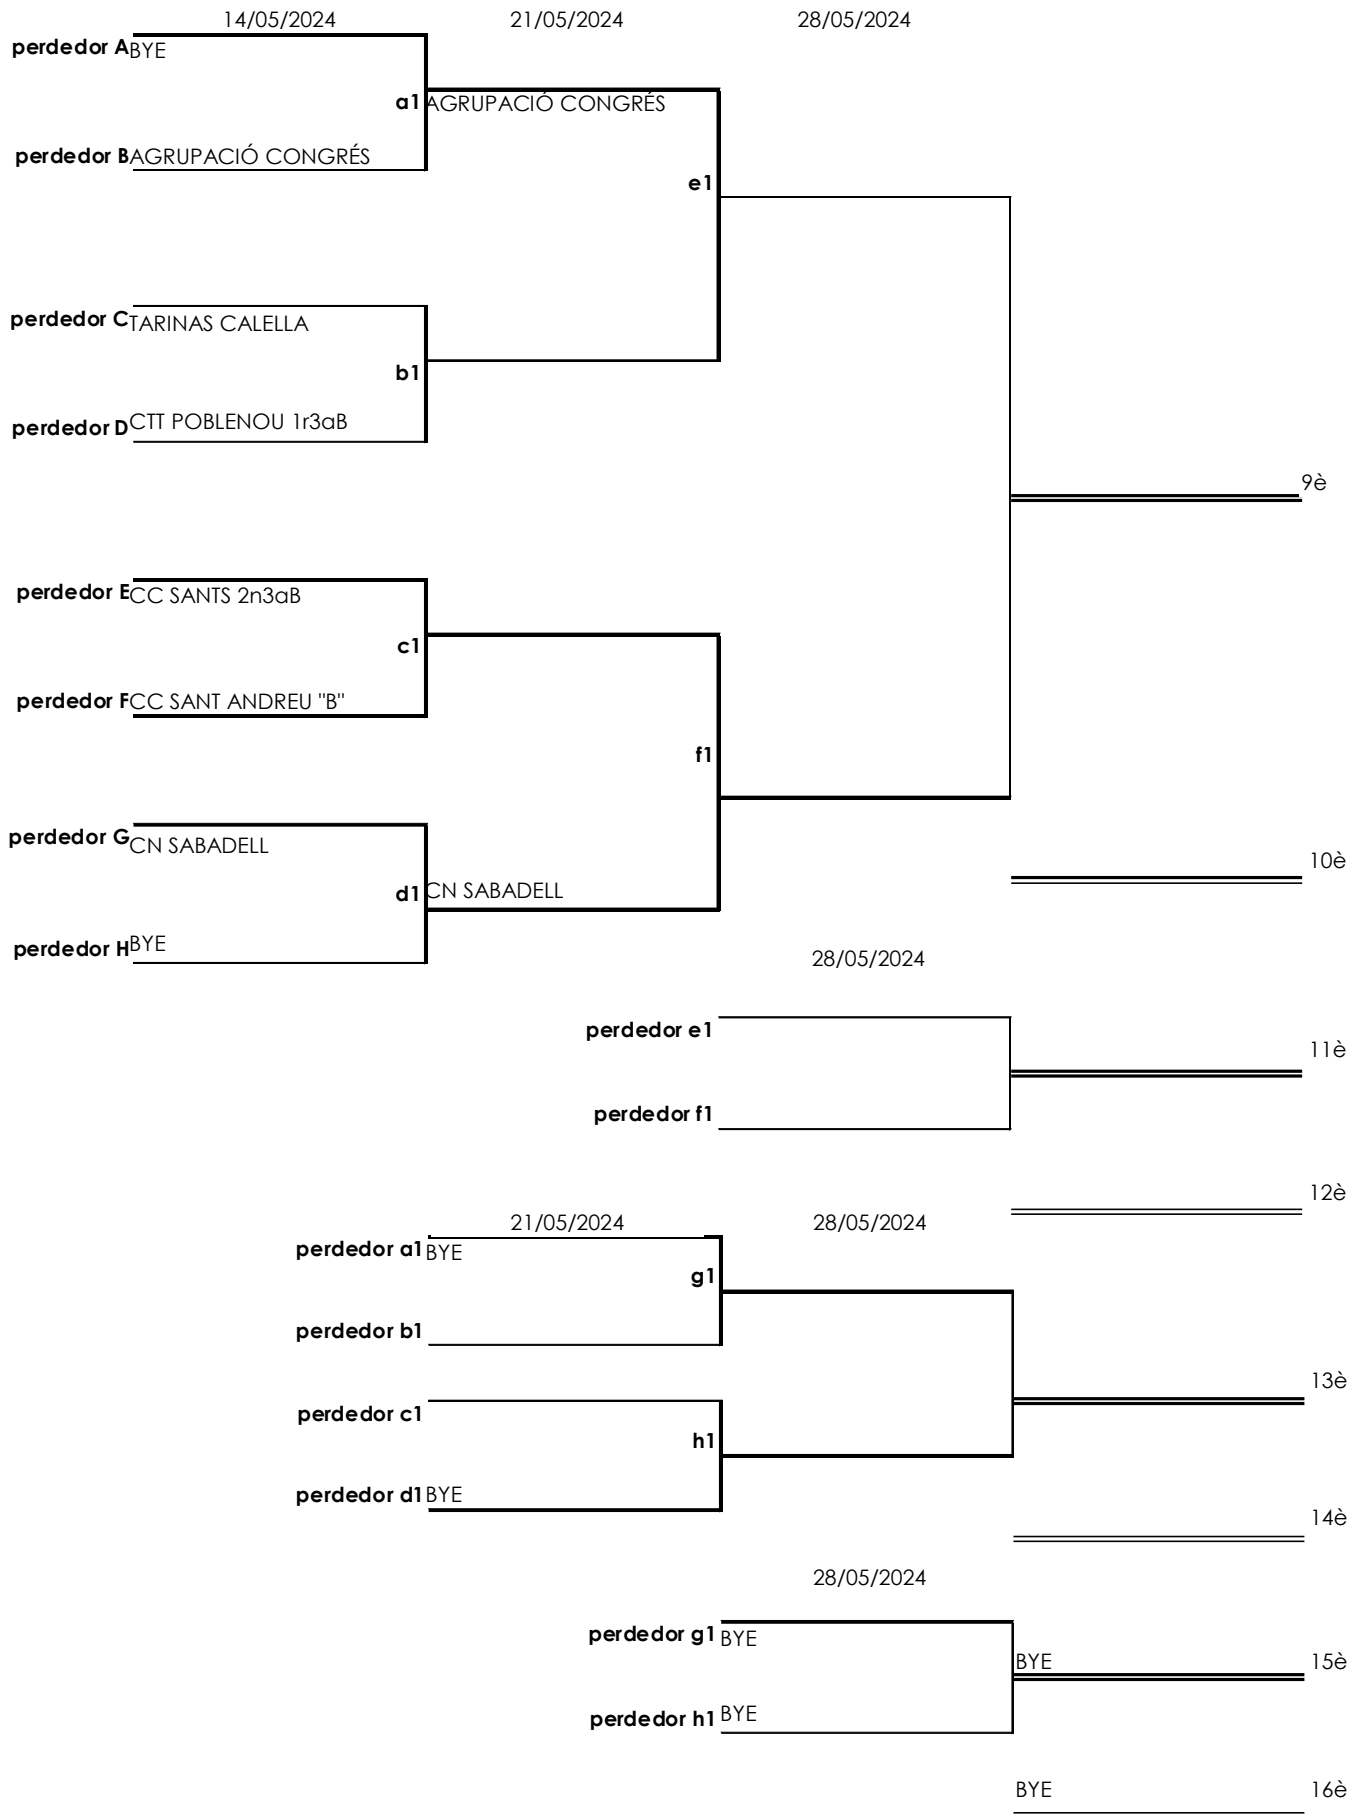 14/05/2024 21/05/2024 28/05/2024
perdedor A BYE
a1 AGRUPACIÓ CONGRÉS
perdedor B AGRUPACIÓ CONGRÉS
e1
perdedor C TARINAS CALELLA
b1
perdedor D CTT POBLENOU 1r3aB
9è
perdedor E CC SANTS 2n3aB
c1
perdedor F CC SANT ANDREU "B"
f1
perdedor G CN SABADELL
10è
d1 CN SABADELL
perdedor H BYE
28/05/2024
perdedor e1
11è
perdedor f1
12è
21/05/2024 28/05/2024
perdedor a1 BYE
g1
perdedor b1
13è
perdedor c1
h1
perdedor d1 BYE
14è
28/05/2024
perdedor g1 BYE
BYE 15è
perdedor h1 BYE
BYE 16è